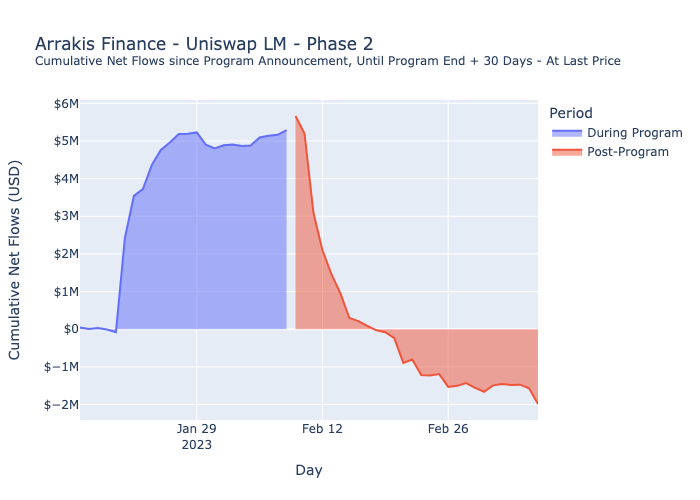 Arrakis Finance - Uniswap LM - Phase 2
Cumulative Net Flows since Program Announcement, Until Program End + 30 Days - At Last Price
Period
During Program
Post-Program
Cumulative Net Flows (USD)
$6M
$5M
$4M
$3M
$2M
$1M
$0
$−1M
$−2M
Jan 29
2023
Feb 12
Feb 26
Day